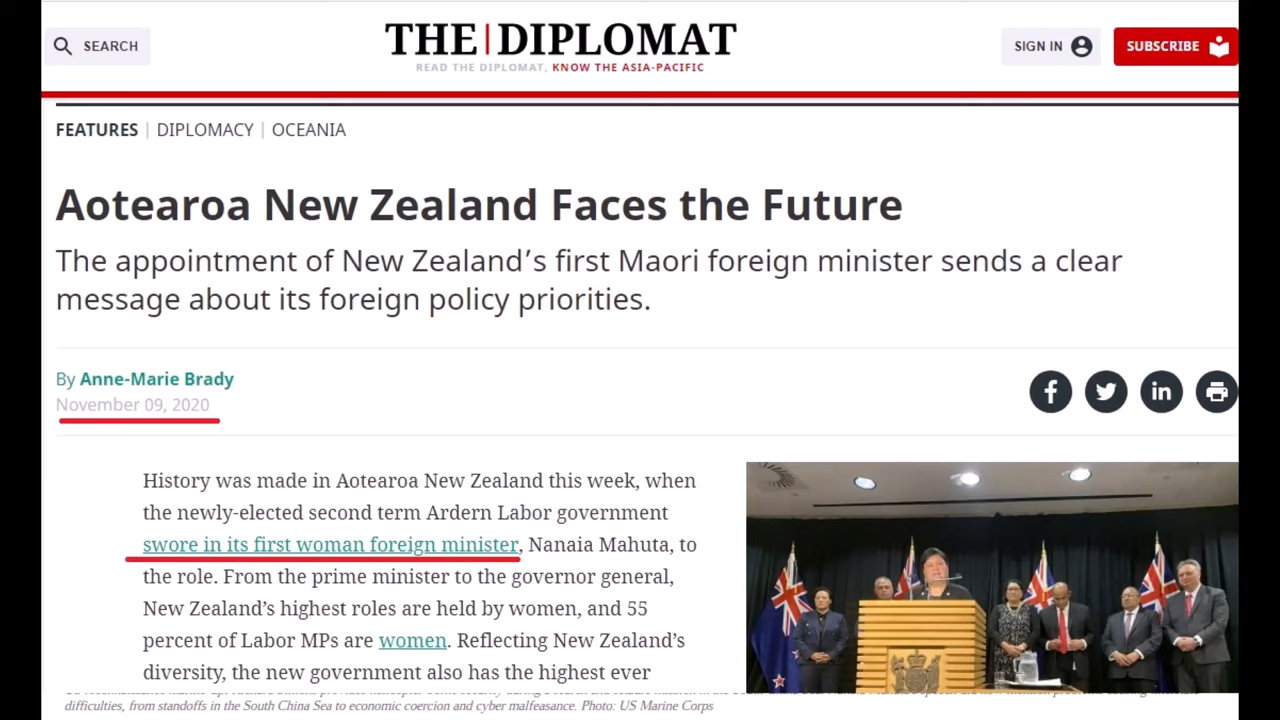 SEARCH
THE DIPLOMAT
READ THE DIPLOMAT, KNOW THE ASIA-PACIFIC
SIGN IN
SUBSCRIBE
FEATURES | DIPLOMACY | OCEANIA
Aotearoa New Zealand Faces the Future
The appointment of New Zealand's first Maori foreign minister sends a clear
message about its foreign policy priorities.
By Anne-Marie Brady
November 09, 2020
History was made in Aotearoa New Zealand this week, when
the newly-elected second term Ardern Labor government
swore in its first woman foreign minister, Nanaia Mahuta, to
the role. From the prime minister to the governor general,
New Zealand's highest roles are held by women, and 55
percent of Labor MPs are women. Reflecting New Zealand's
diversity, the new government also has the highest ever
difficulties, from standoffs in the South China Sea to economic coercion and cyber malfeasance. Photo: US Marine Corps